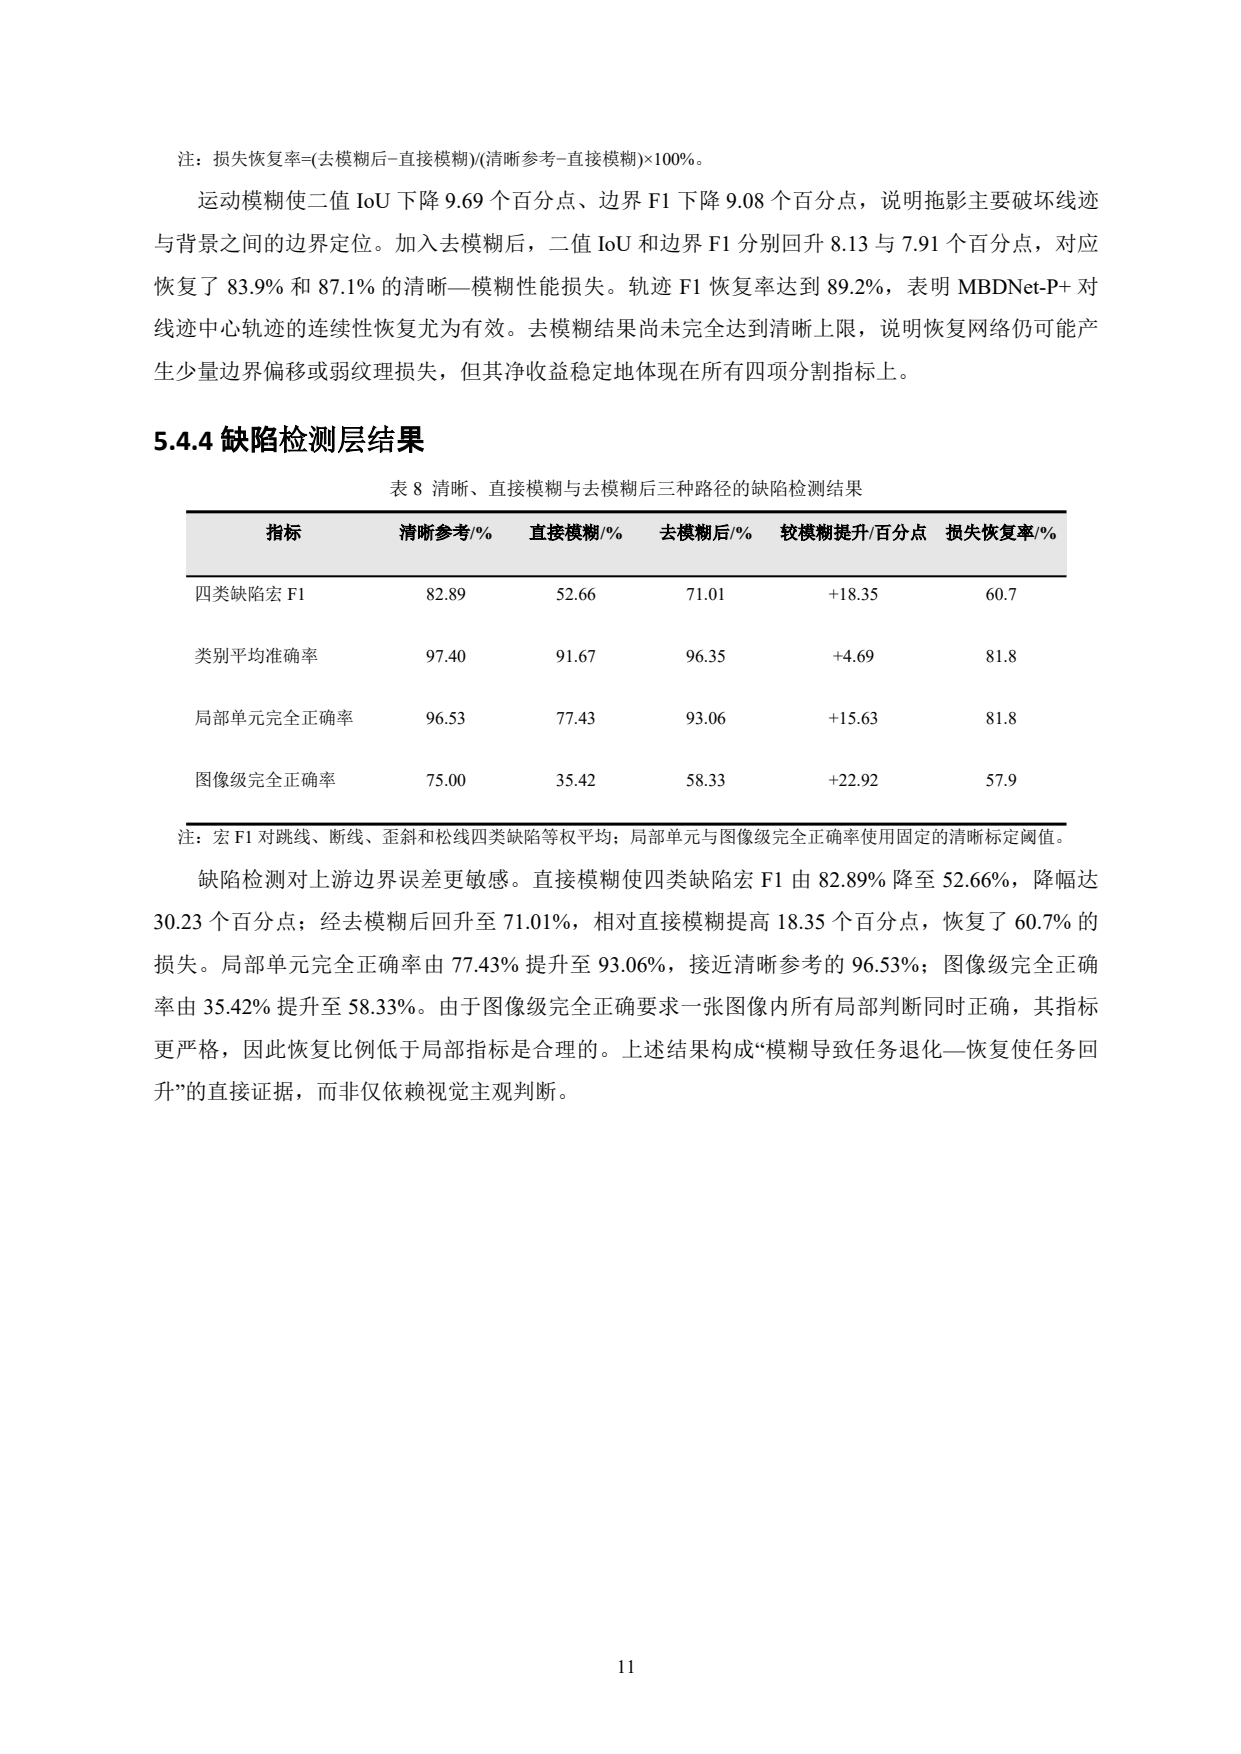 注：损失恢复率=(去模糊后−直接模糊)/(清晰参考−直接模糊)×100%。
运动模糊使二值 IoU 下降 9.69 个百分点、边界 F1 下降 9.08 个百分点，说明拖影主要破坏线迹
与背景之间的边界定位。加入去模糊后，二值 IoU 和边界 F1 分别回升 8.13 与 7.91 个百分点，对应
恢复了 83.9% 和 87.1% 的清晰—模糊性能损失。轨迹 F1 恢复率达到 89.2%，表明 MBDNet-P+ 对
线迹中心轨迹的连续性恢复尤为有效。去模糊结果尚未完全达到清晰上限，说明恢复网络仍可能产
生少量边界偏移或弱纹理损失，但其净收益稳定地体现在所有四项分割指标上。
5.4.4 缺陷检测层结果
表 8 清晰、直接模糊与去模糊后三种路径的缺陷检测结果
指标 清晰参考/% 直接模糊/% 去模糊后/% 较模糊提升/百分点 损失恢复率/%
四类缺陷宏 F1 82.89 52.66 71.01 +18.35 60.7
类别平均准确率 97.40 91.67 96.35 +4.69 81.8
局部单元完全正确率 96.53 77.43 93.06 +15.63 81.8
图像级完全正确率 75.00 35.42 58.33 +22.92 57.9
注：宏 F1 对跳线、断线、歪斜和松线四类缺陷等权平均；局部单元与图像级完全正确率使用固定的清晰标定阈值。
缺陷检测对上游边界误差更敏感。直接模糊使四类缺陷宏 F1 由 82.89% 降至 52.66%，降幅达
30.23 个百分点；经去模糊后回升至 71.01%，相对直接模糊提高 18.35 个百分点，恢复了 60.7% 的
损失。局部单元完全正确率由 77.43% 提升至 93.06%，接近清晰参考的 96.53%；图像级完全正确
率由 35.42% 提升至 58.33%。由于图像级完全正确要求一张图像内所有局部判断同时正确，其指标
更严格，因此恢复比例低于局部指标是合理的。上述结果构成“模糊导致任务退化—恢复使任务回
升”的直接证据，而非仅依赖视觉主观判断。
11